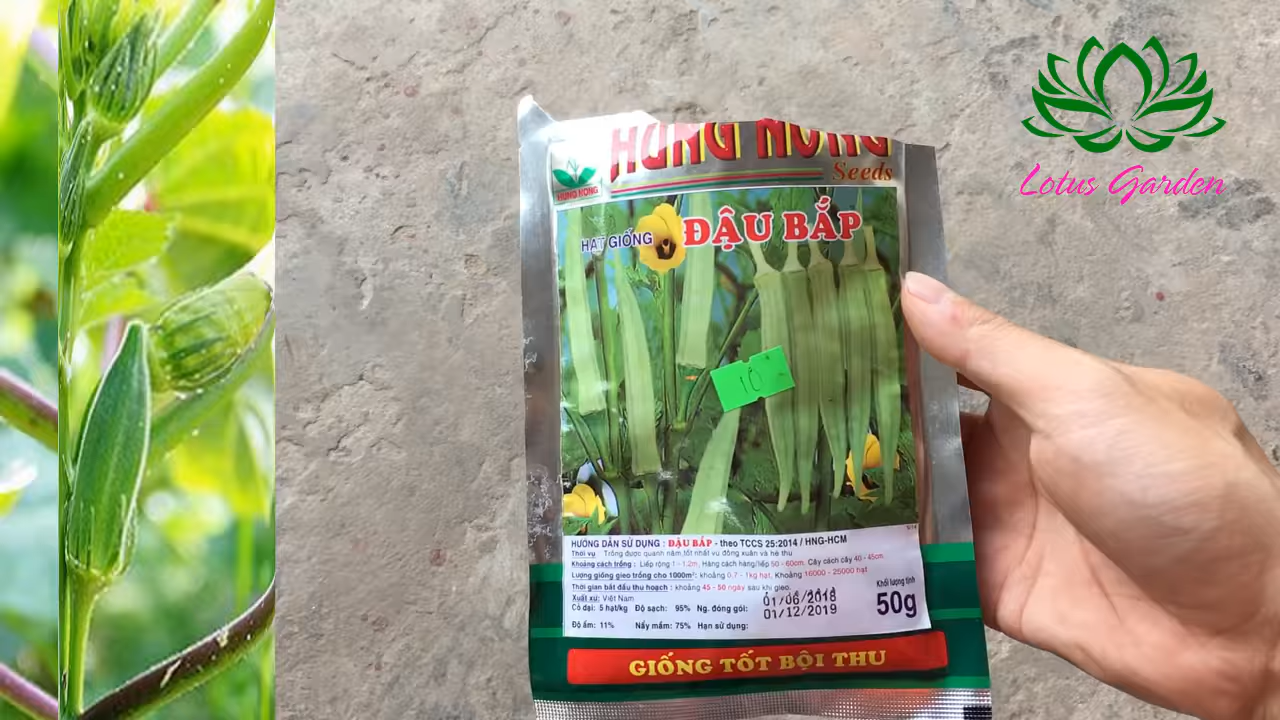 Lotus Garden
HƯNG NÔNG
Seeds
HUNG NONG
HẠT GIỐNG ĐẬU BẮP
10
HƯỚNG DẪN SỬ DỤNG : ĐẬU BẮP - theo TCCS 25:2014 / HNG-HCM
Thời vụ Trồng được quanh năm,tốt nhất vụ đông xuân và hè thu
Khoảng cách trồng : Liếp rộng 1 - 1.2m, Hàng cách hàng/liếp 50 - 60cm. Cây cách cây 40 - 45cm
Lượng giống gieo trồng cho 1000m²: khoảng 0.7 - 1kg hạt. Khoảng 16000 - 25000 hạt
Thời gian bắt đầu thu hoạch : khoảng 45 - 50 ngày sau khi gieo.
Xuất xứ: Việt Nam
Cỏ dại: 5 hạt/kg Độ sạch: 95% Ng. đóng gói: 01/06/2018
01/12/2019
Độ ẩm: 11% Nẩy mầm: 75% Hạn sử dụng:
Khối lượng tịnh
50g
GIỐNG TỐT BỘI THU